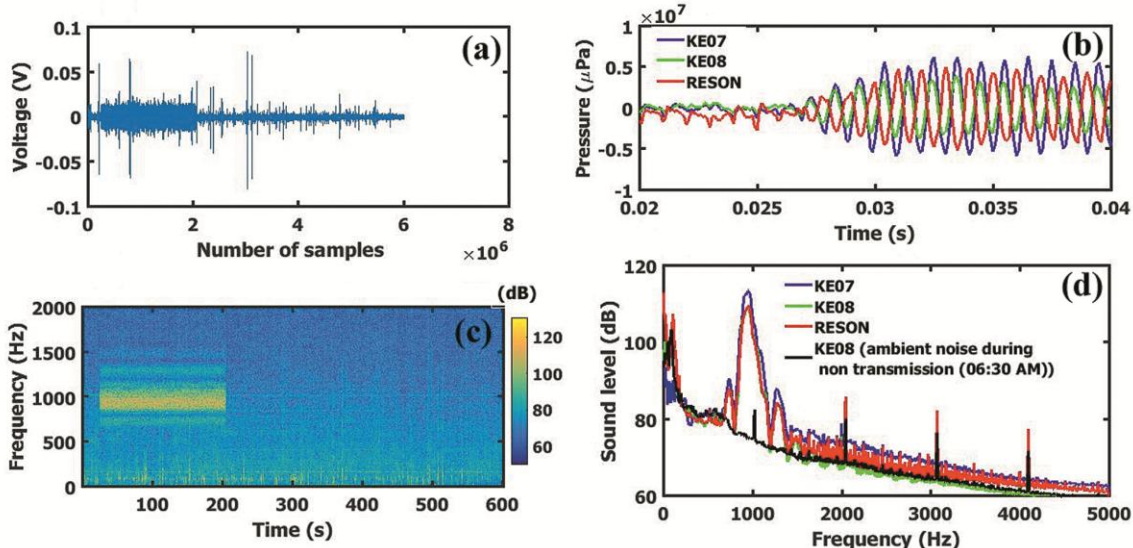 (a)
0.1
0.05
0
-0.05
-0.1
Voltage (V)
0 2 4 6 8
Number of samples
×10⁶
(b)
×10⁷
1
0.5
0
-0.5
-1
Pressure (μPa)
KE07
KE08
RESON
0.02 0.025 0.03 0.035 0.04
Time (s)
(c)
(dB)
2000
1500
1000
500
0
Frequency (Hz)
100 200 300 400 500 600
Time (s)
120
100
80
60
(d)
120
100
80
60
Sound level (dB)
KE07
KE08
RESON
KE08 (ambient noise during
non transmission (06:30 AM))
0 1000 2000 3000 4000 5000
Frequency (Hz)